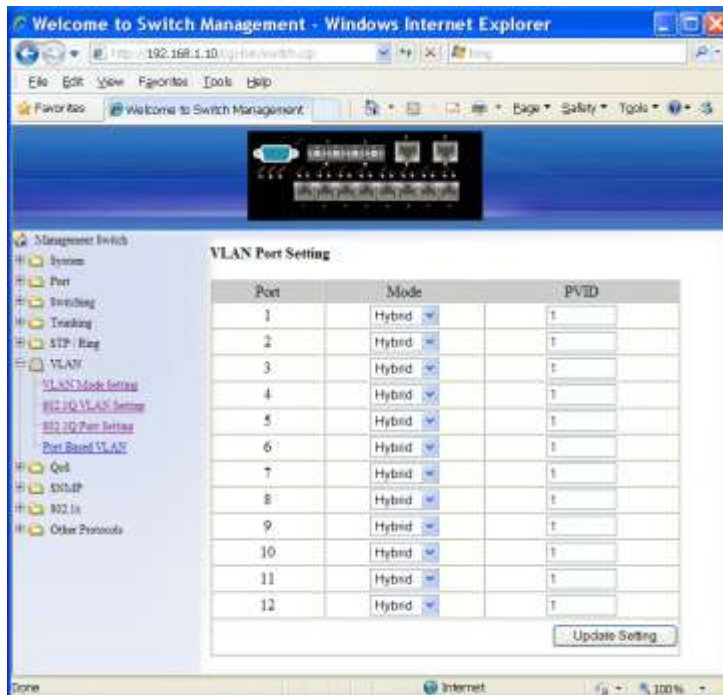 Welcome to Switch Management - Windows Internet Explorer
192.168.1.10
File Edit View Favorites Tools Help
Favorites Welcome to Switch Management Page Safety Tools
Management Switch
System
Port
Switching
Trunking
STP / Ring
VLAN
VLAN Mode Setting
802.1Q VLAN Setting
802.1Q Port Setting
Port Based VLAN
QoS
SNMP
802.1x
Other Protocols
VLAN Port Setting
Port Mode PVID
1 Hybrid 1
2 Hybrid 1
3 Hybrid 1
4 Hybrid 1
5 Hybrid 1
6 Hybrid 1
7 Hybrid 1
8 Hybrid 1
9 Hybrid 1
10 Hybrid 1
11 Hybrid 1
12 Hybrid 1
Update Setting
Done Internet 100%